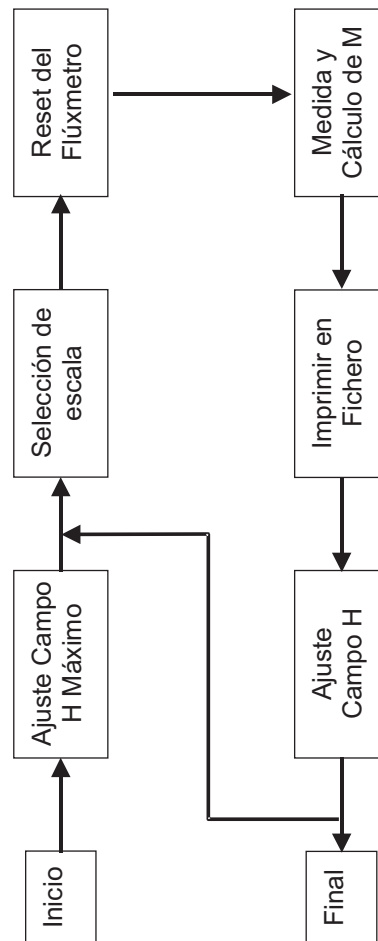 Inicio
Ajuste Campo
H Máximo
Selección de
escala
Reset del
Flúxmetro
Medida y
Cálculo de M
Imprimir en
Fichero
Ajuste
Campo H
Final